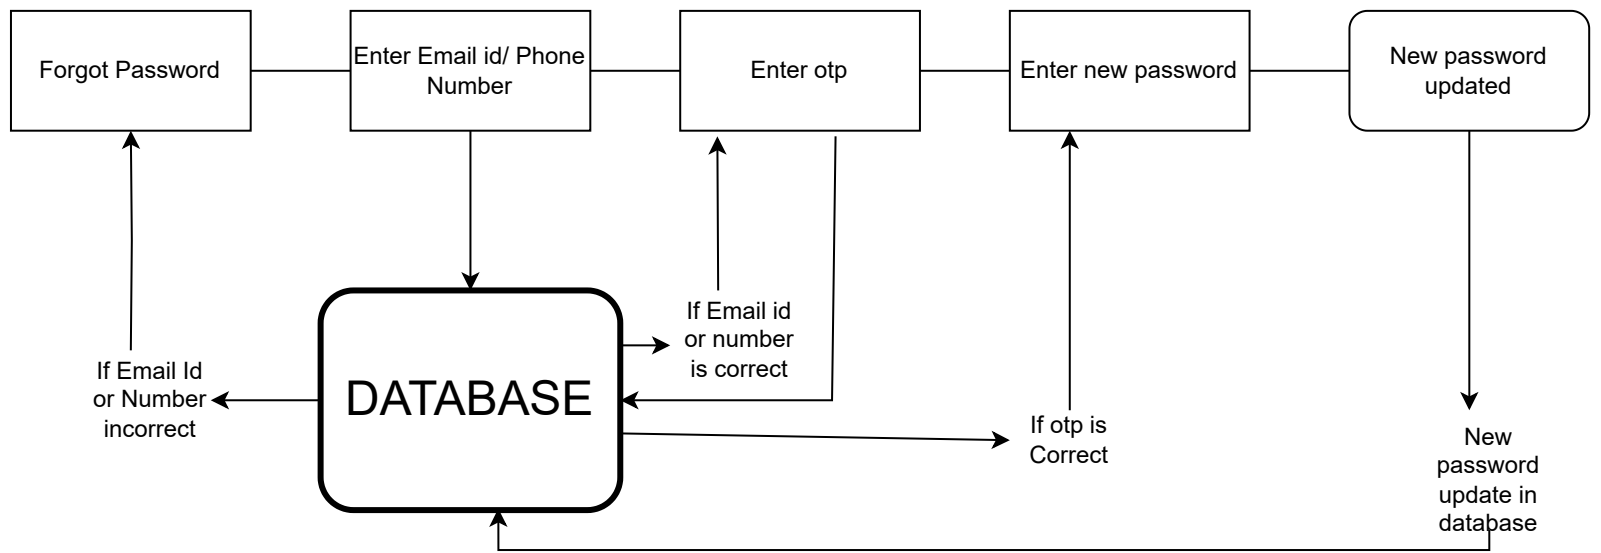 Forgot Password
Enter Email id/ Phone
Number
Enter otp
Enter new password
New password
updated
If Email Id
or Number
incorrect
DATABASE
If Email id
or number
is correct
If otp is
Correct
New
password
update in
database